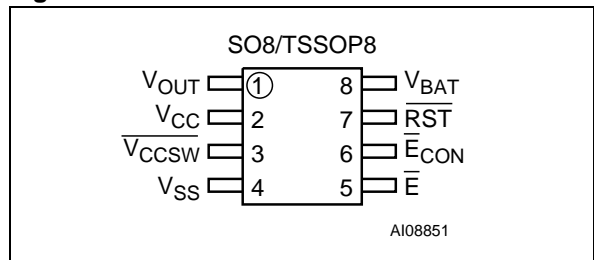 SO8/TSSOP8
VOUT 1 8 VBAT
VCC 2 7 RST
VCCSW 3 6 ECON
VSS 4 5 E
AI08851